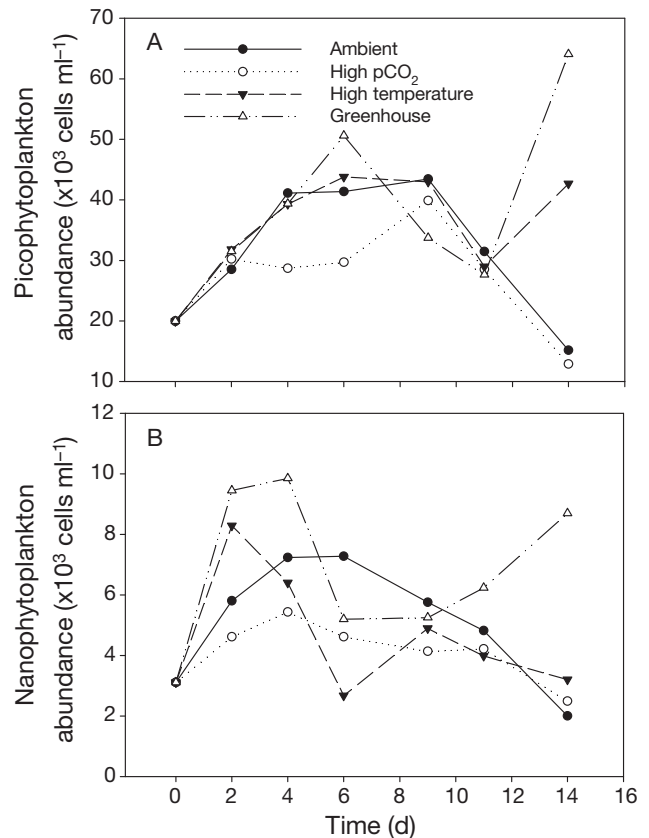 70
A
Ambient
High pCO₂
High temperature
Greenhouse
60
50
40
30
20
10
Picophytoplankton
abundance (x10³ cells ml⁻¹)
12
B
10
8
6
4
2
0
Nanophytoplankton
abundance (x10³ cells ml⁻¹)
0 2 4 6 8 10 12 14 16
Time (d)